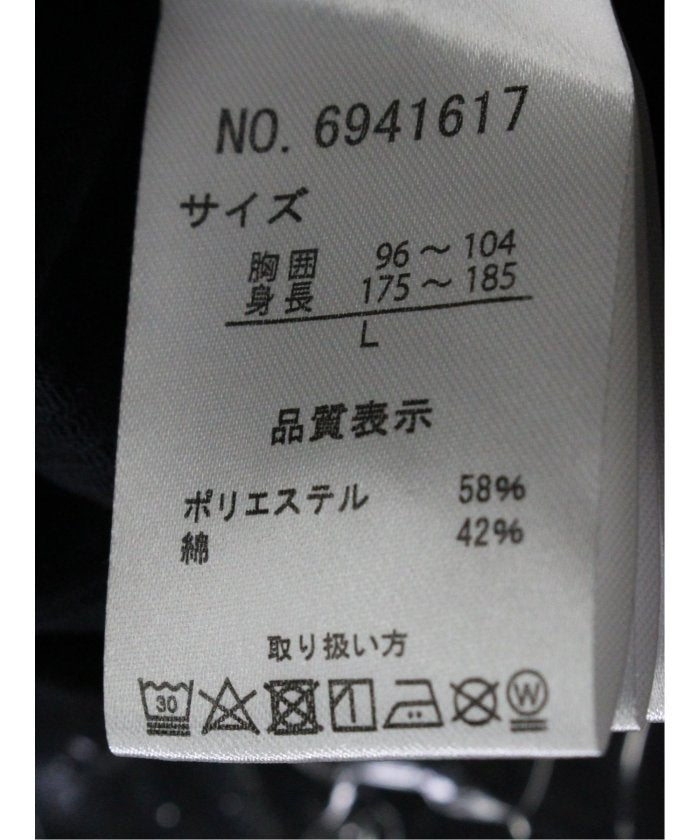 NO. 6941617
サイズ
胸囲 96～104
身長 175～185
L
品質表示
ポリエステル 58%
綿 42%
取り扱い方
30 W